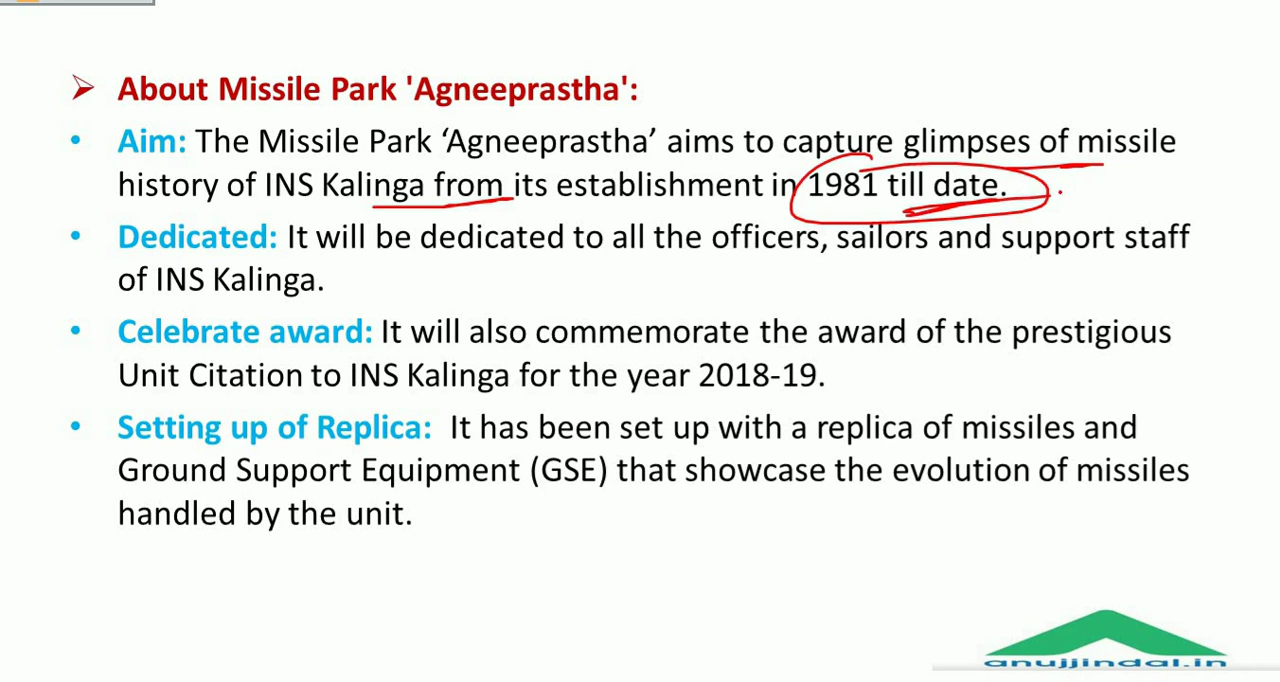 ➢ About Missile Park 'Agneeprastha':
• Aim: The Missile Park ‘Agneeprastha’ aims to capture glimpses of missile
history of INS Kalinga from its establishment in 1981 till date.
• Dedicated: It will be dedicated to all the officers, sailors and support staff
of INS Kalinga.
• Celebrate award: It will also commemorate the award of the prestigious
Unit Citation to INS Kalinga for the year 2018-19.
• Setting up of Replica: It has been set up with a replica of missiles and
Ground Support Equipment (GSE) that showcase the evolution of missiles
handled by the unit.
anujjindal.in